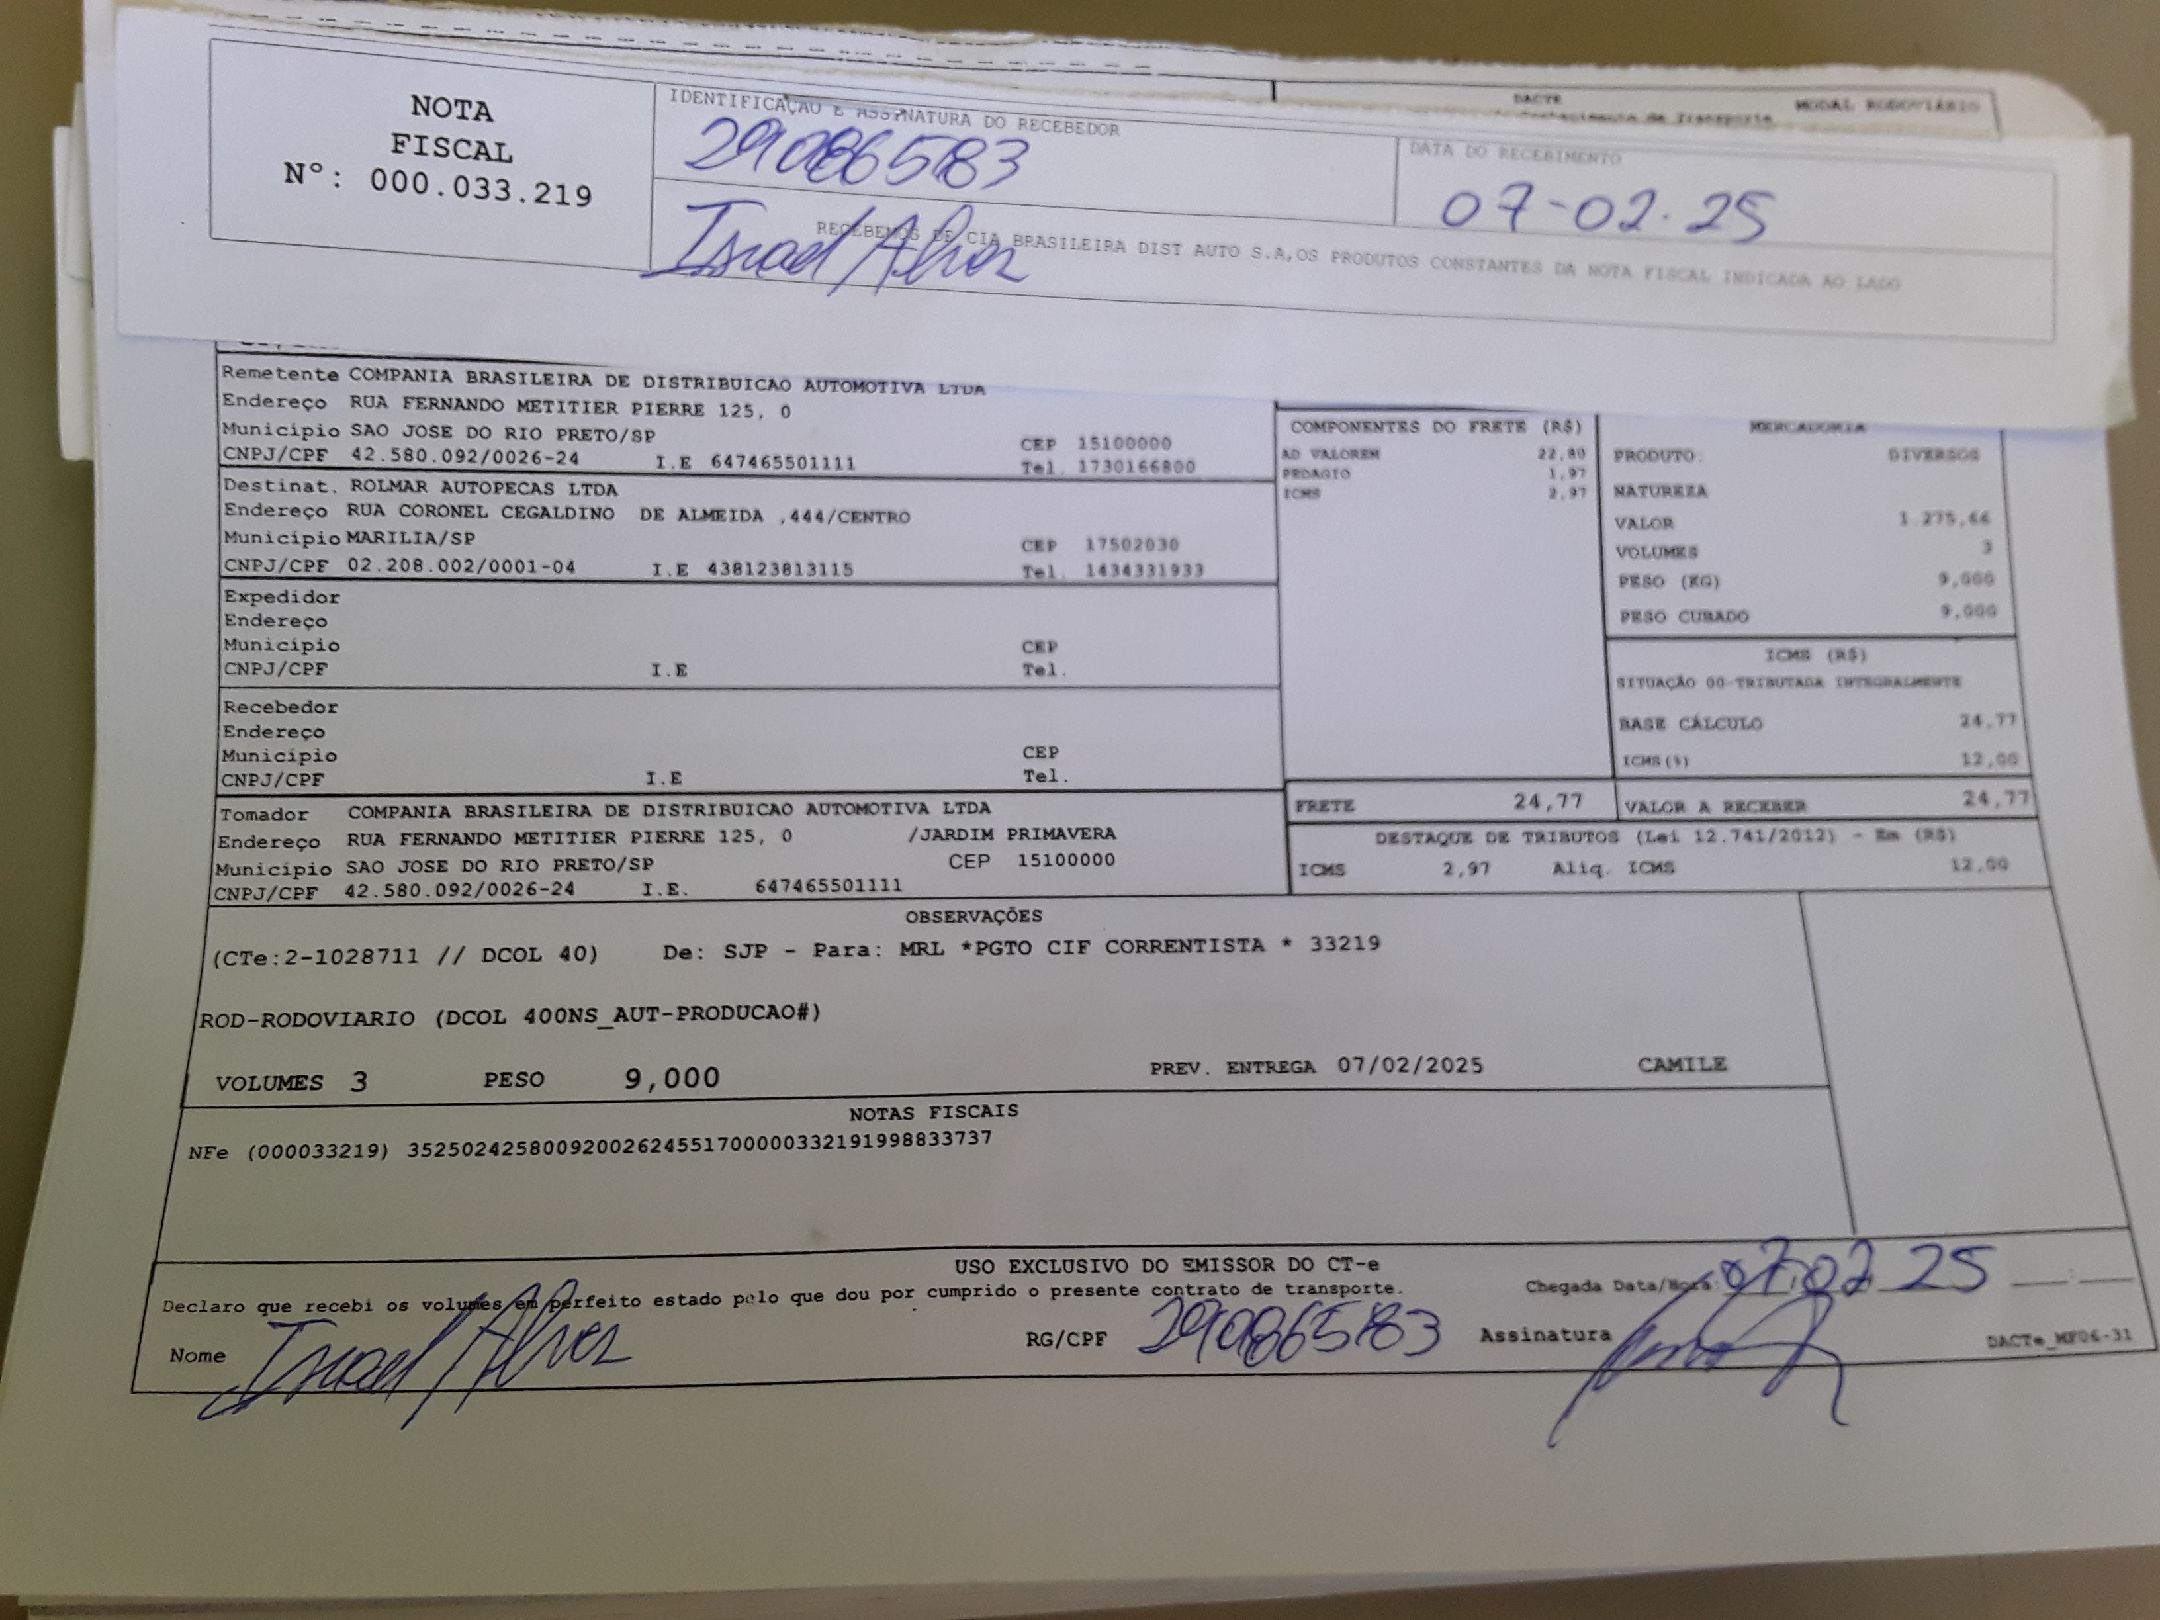 DACTE
MODAL RODOVIÁRIO
NOTA
FISCAL
Nº: 000.033.219
IDENTIFICAÇÃO E ASSINATURA DO RECEBEDOR
DATA DO RECEBIMENTO
07-02.25
Israel Alves
RECEBEMOS DE CIA BRASILEIRA DIST AUTO S.A,OS PRODUTOS CONSTANTES DA NOTA FISCAL INDICADA AO LADO
Remetente COMPANIA BRASILEIRA DE DISTRIBUICAO AUTOMOTIVA LTDA
Endereço RUA FERNANDO METITIER PIERRE 125, 0
Município SAO JOSE DO RIO PRETO/SP CEP 15100000
CNPJ/CPF 42.580.092/0026-24 I.E 647465501111 Tel. 1730166800
Destinat. ROLMAR AUTOPECAS LTDA
Endereço RUA CORONEL CEGALDINO DE ALMEIDA ,444/CENTRO
Município MARILIA/SP CEP 17502030
CNPJ/CPF 02.208.002/0001-04 I.E 438123813115 Tel. 1434331933
Expedidor
Endereço
Município CEP
CNPJ/CPF I.E Tel.
Recebedor
Endereço
Município CEP
CNPJ/CPF I.E Tel.
Tomador COMPANIA BRASILEIRA DE DISTRIBUICAO AUTOMOTIVA LTDA
Endereço RUA FERNANDO METITIER PIERRE 125, 0 /JARDIM PRIMAVERA
Município SAO JOSE DO RIO PRETO/SP CEP 15100000
CNPJ/CPF 42.580.092/0026-24 I.E. 647465501111
COMPONENTES DO FRETE (R$)
AD VALOREM 22,80
PEDAGIO 1,97
ICMS 2,97
MERCADORIA
PRODUTO: DIVERSOS
NATUREZA
VALOR 1.275,66
VOLUMES 3
PESO (KG) 9,000
PESO CUBADO 9,000
ICMS (R$)
SITUAÇÃO 00-TRIBUTADA INTEGRALMENTE
BASE CÁLCULO 24,77
ICMS(%) 12,00
FRETE 24,77 VALOR A RECEBER 24,77
DESTAQUE DE TRIBUTOS (Lei 12.741/2012) - Em (R$)
ICMS 2,97 Aliq. ICMS 12,00
OBSERVAÇÕES
(CTe:2-1028711 // DCOL 40) De: SJP - Para: MRL *PGTO CIF CORRENTISTA * 33219
ROD-RODOVIARIO (DCOL 400NS_AUT-PRODUCAO#)
VOLUMES 3 PESO 9,000 PREV. ENTREGA 07/02/2025 CAMILE
NOTAS FISCAIS
NFe (000033219) 35250242580092002624551700000332191998833737
USO EXCLUSIVO DO EMISSOR DO CT-e
Declaro que recebi os volumes em perfeito estado pelo que dou por cumprido o presente contrato de transporte.
Chegada Data/Hora: 07.02 25 ___:___
Nome Israel Alves RG/CPF Assinatura DACTe_MF06-31